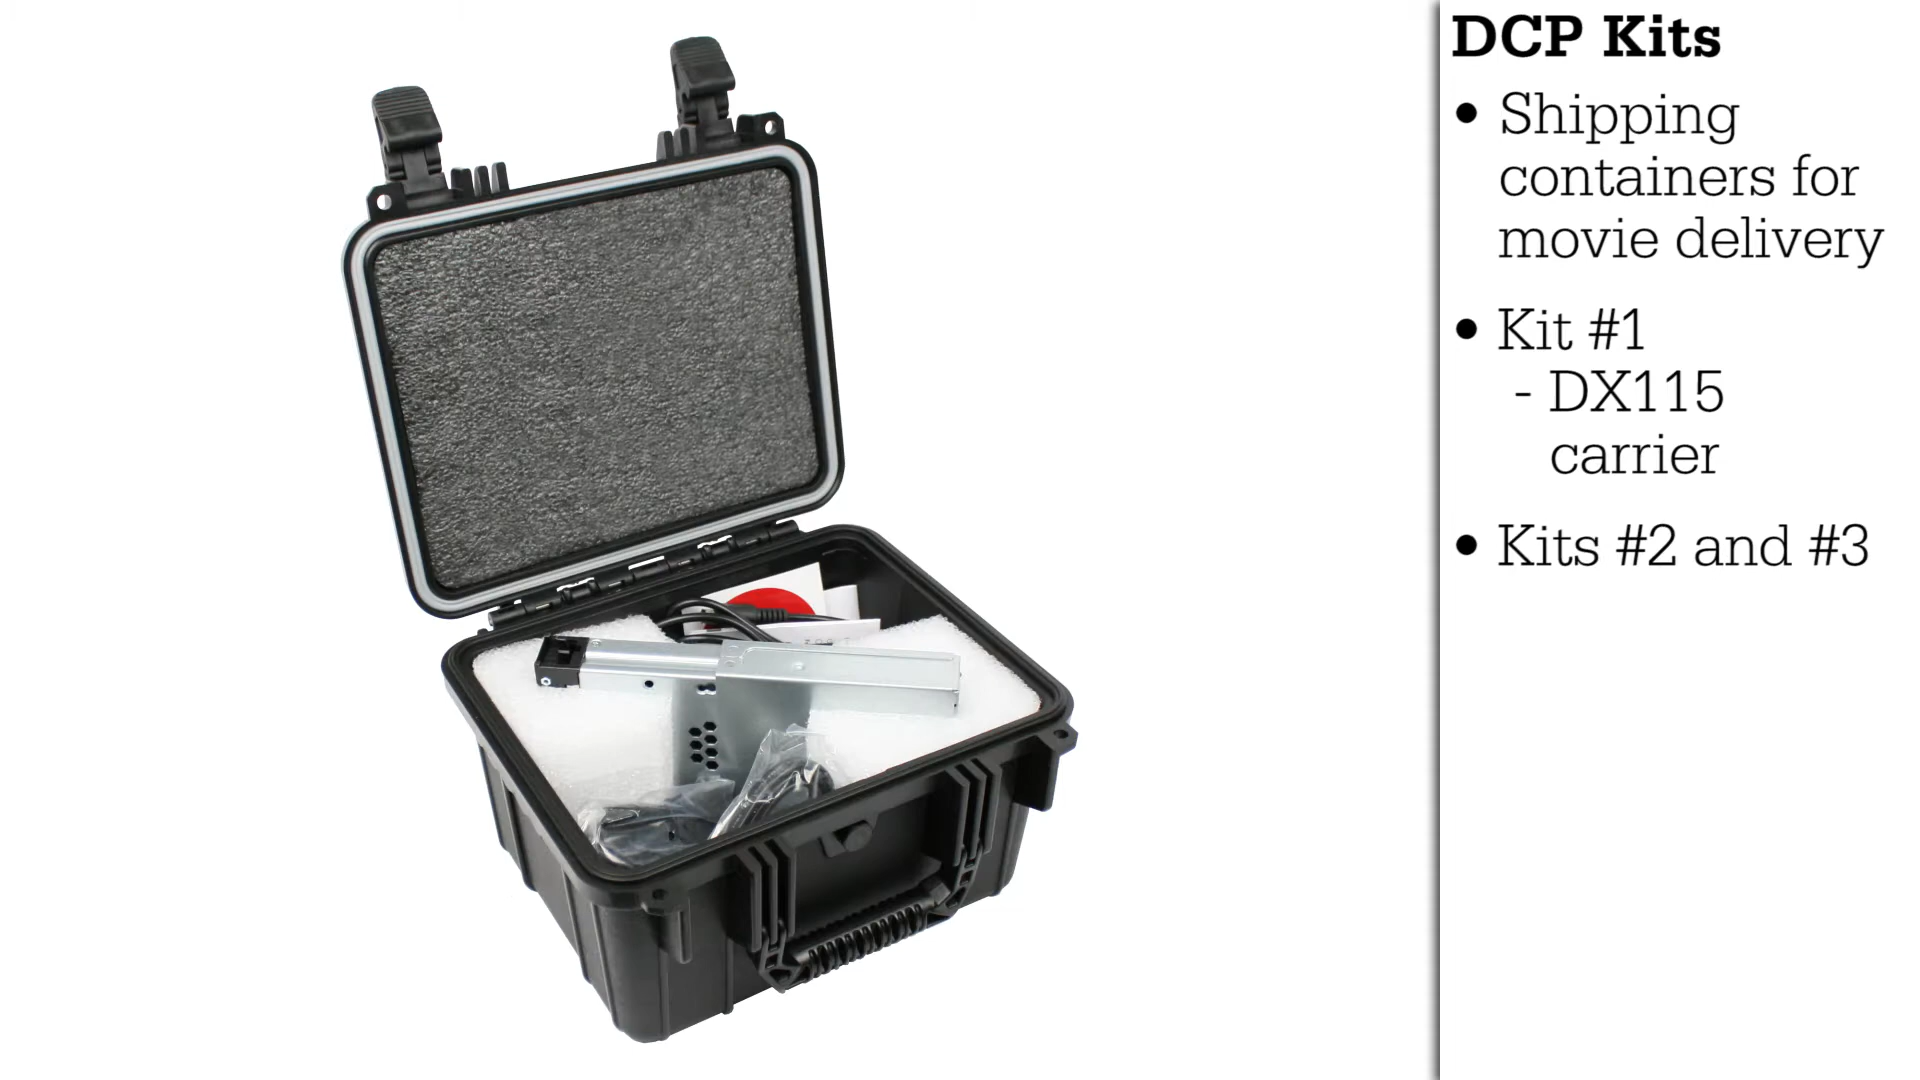 DCP Kits
• Shipping
containers for
movie delivery
• Kit #1
- DX115
carrier
• Kits #2 and #3